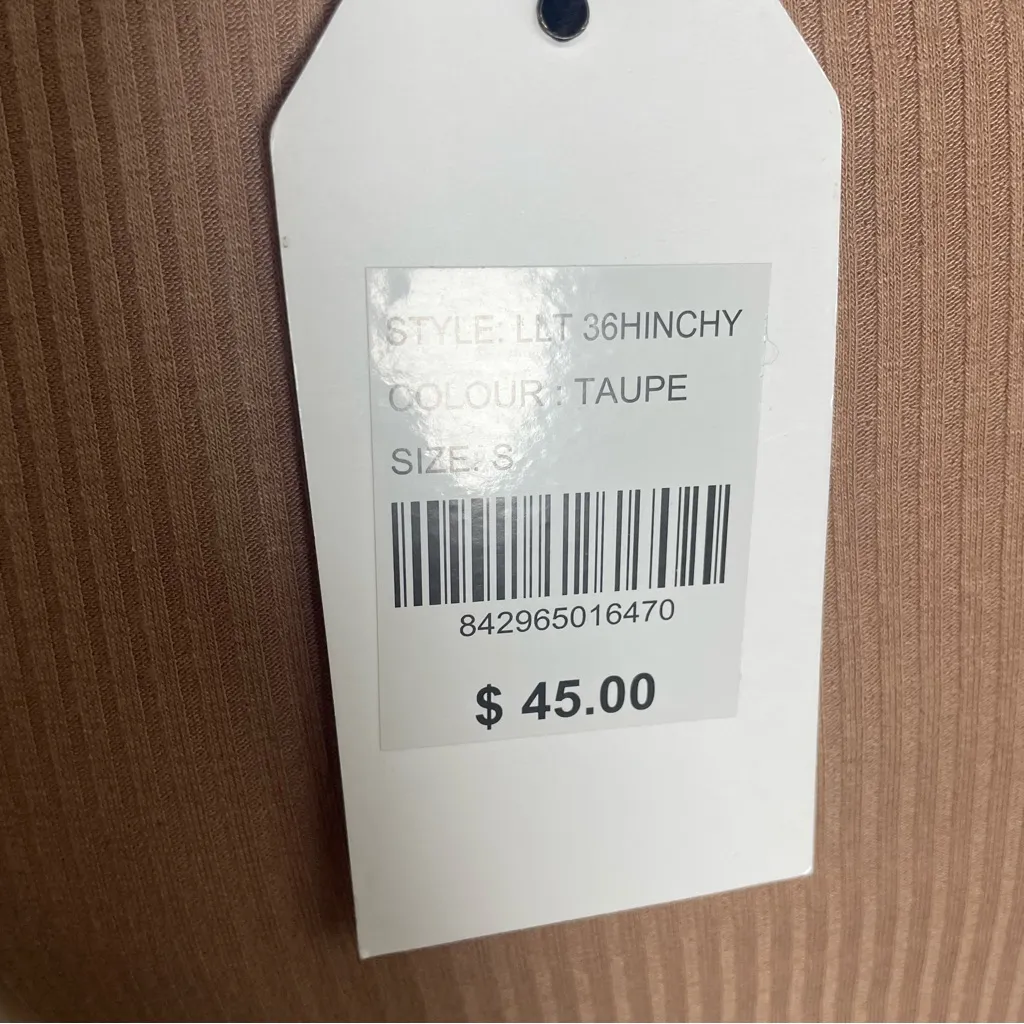 STYLE: LLT 36HINCHY
COLOUR : TAUPE
SIZE: S
842965016470
$ 45.00